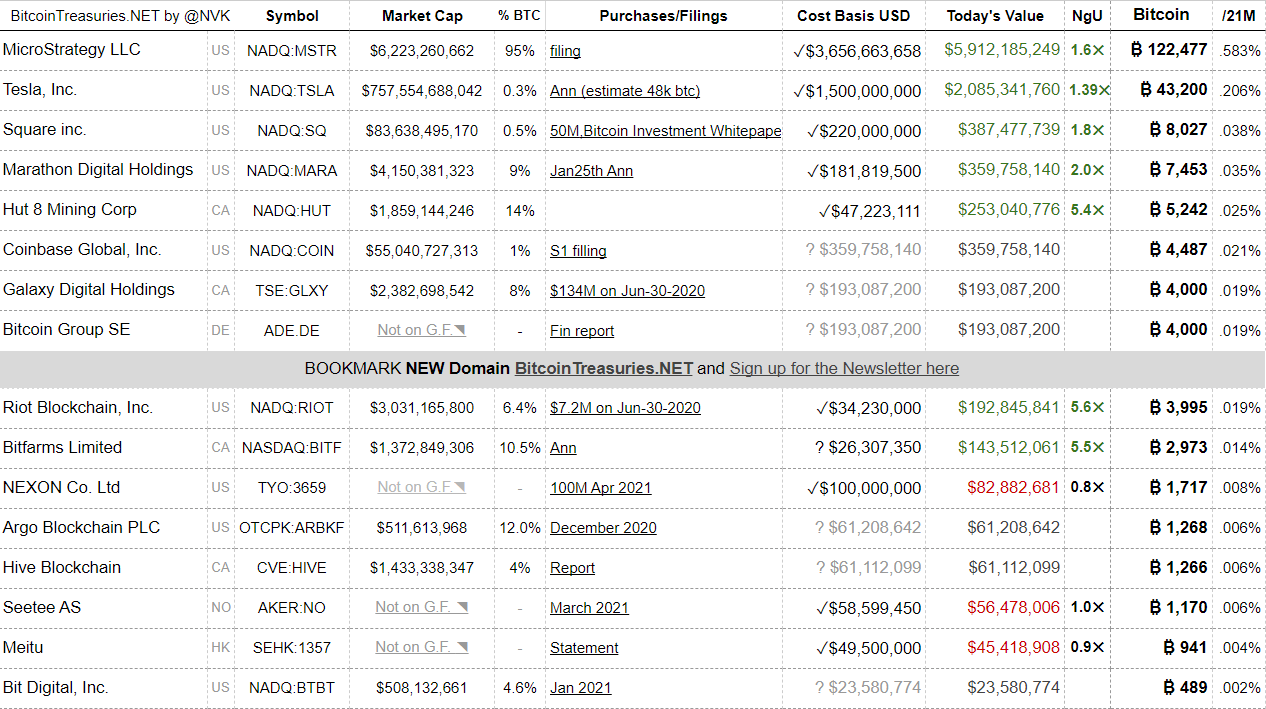 BitcoinTreasuries.NET by @NVK Symbol Market Cap % BTC Purchases/Filings Cost Basis USD Today's Value NgU Bitcoin /21M
MicroStrategy LLC US NADQ:MSTR $6,223,260,662 95% filing ✓$3,656,663,658 $5,912,185,249 1.6✕ ₿ 122,477 .583%
Tesla, Inc. US NADQ:TSLA $757,554,688,042 0.3% Ann (estimate 48k btc) ✓$1,500,000,000 $2,085,341,760 1.39✕ ₿ 43,200 .206%
Square inc. US NADQ:SQ $83,638,495,170 0.5% 50M,Bitcoin Investment Whitepape ✓$220,000,000 $387,477,739 1.8✕ ₿ 8,027 .038%
Marathon Digital Holdings US NADQ:MARA $4,150,381,323 9% Jan25th Ann ✓$181,819,500 $359,758,140 2.0✕ ₿ 7,453 .035%
Hut 8 Mining Corp CA NADQ:HUT $1,859,144,246 14% ✓$47,223,111 $253,040,776 5.4✕ ₿ 5,242 .025%
Coinbase Global, Inc. US NADQ:COIN $55,040,727,313 1% S1 filling ? $359,758,140 $359,758,140 ₿ 4,487 .021%
Galaxy Digital Holdings CA TSE:GLXY $2,382,698,542 8% $134M on Jun-30-2020 ? $193,087,200 $193,087,200 ₿ 4,000 .019%
Bitcoin Group SE DE ADE.DE Not on G.F.◥ - Fin report ? $193,087,200 $193,087,200 ₿ 4,000 .019%
BOOKMARK NEW Domain BitcoinTreasuries.NET and Sign up for the Newsletter here
Riot Blockchain, Inc. US NADQ:RIOT $3,031,165,800 6.4% $7.2M on Jun-30-2020 ✓$34,230,000 $192,845,841 5.6✕ ₿ 3,995 .019%
Bitfarms Limited CA NASDAQ:BITF $1,372,849,306 10.5% Ann ? $26,307,350 $143,512,061 5.5✕ ₿ 2,973 .014%
NEXON Co. Ltd US TYO:3659 Not on G.F.◥ - 100M Apr 2021 ✓$100,000,000 $82,882,681 0.8✕ ₿ 1,717 .008%
Argo Blockchain PLC US OTCPK:ARBKF $511,613,968 12.0% December 2020 ? $61,208,642 $61,208,642 ₿ 1,268 .006%
Hive Blockchain CA CVE:HIVE $1,433,338,347 4% Report ? $61,112,099 $61,112,099 ₿ 1,266 .006%
Seetee AS NO AKER:NO Not on G.F. ◥ - March 2021 ✓$58,599,450 $56,478,006 1.0✕ ₿ 1,170 .006%
Meitu HK SEHK:1357 Not on G.F. ◥ - Statement ✓$49,500,000 $45,418,908 0.9✕ ₿ 941 .004%
Bit Digital, Inc. US NADQ:BTBT $508,132,661 4.6% Jan 2021 ? $23,580,774 $23,580,774 ₿ 489 .002%